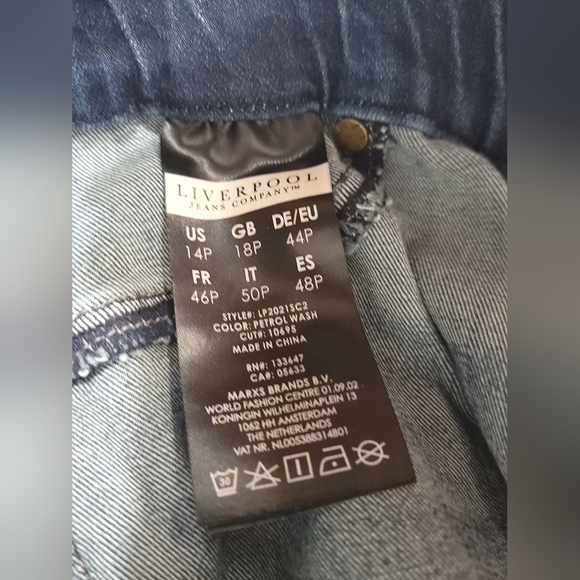 LIVERPOOL
JEANS COMPANY™
US GB DE/EU
14P 18P 44P
FR IT ES
46P 50P 48P
STYLE#: LP2021SC2
COLOR: PETROL WASH
CUT#: 10695
MADE IN CHINA
RN#: 133647
CA#: 05633
MARXS BRANDS B.V.
WORLD FASHION CENTRE 01.09.02
KONINGIN WILHELMINAPLEIN 13
1062 HH AMSTERDAM
THE NETHERLANDS
VAT NR. NL005388314B01
30